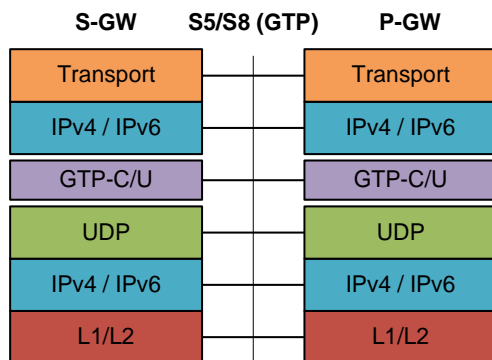 S-GW S5/S8 (GTP) P-GW
Transport Transport
IPv4 / IPv6 IPv4 / IPv6
GTP-C/U GTP-C/U
UDP UDP
IPv4 / IPv6 IPv4 / IPv6
L1/L2 L1/L2